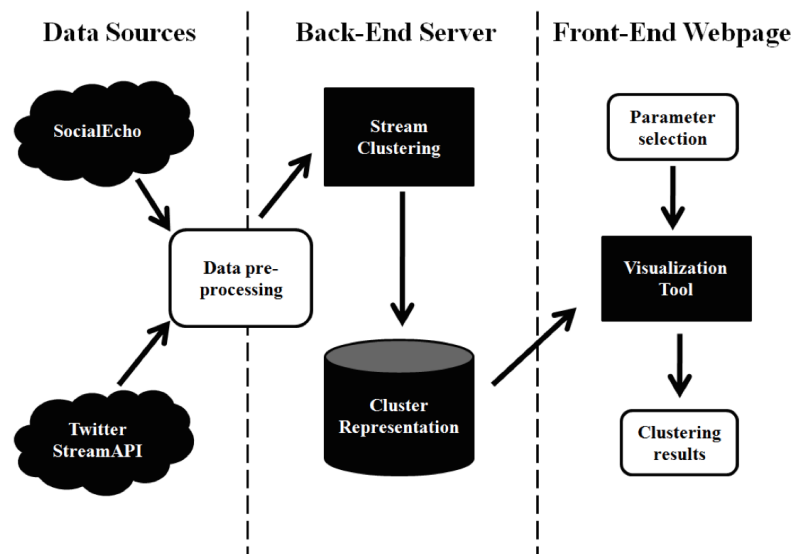 Data Sources
Back-End Server
Front-End Webpage
SocialEcho
Data pre-
processing
Twitter
StreamAPI
Stream
Clustering
Cluster
Representation
Parameter
selection
Visualization
Tool
Clustering
results